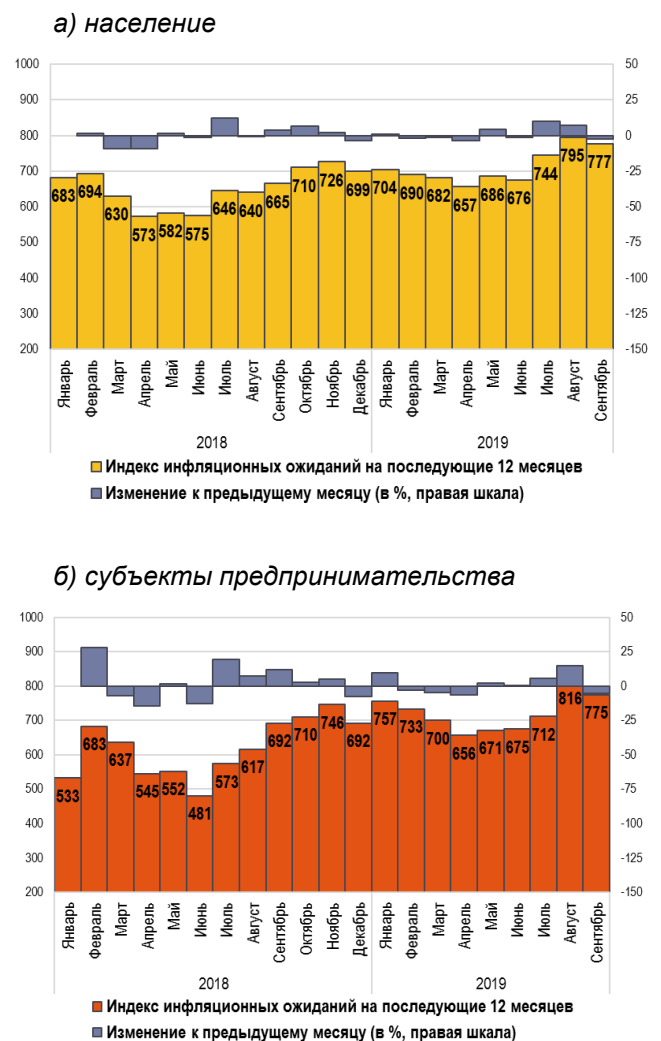 а) население
1000 50
900 25
800 0
700 -25
600 -50
500 -75
400 -100
300 -125
200 -150
683 694 630 573 582 575 646 640 665 710 726 699 704 690 682 657 686 676 744 795 777
Январь Февраль Март Апрель Май Июнь Июль Август Сентябрь Октябрь Ноябрь Декабрь Январь Февраль Март Апрель Май Июнь Июль Август Сентябрь
2018 2019
Индекс инфляционных ожиданий на последующие 12 месяцев
Изменение к предыдущему месяцу (в %, правая шкала)
б) субъекты предпринимательства
1000 50
900 25
800 0
700 -25
600 -50
500 -75
400 -100
300 -125
200 -150
533 683 637 545 552 481 573 617 692 710 746 692 757 733 700 656 671 675 712 816 775
Январь Февраль Март Апрель Май Июнь Июль Август Сентябрь Октябрь Ноябрь Декабрь Январь Февраль Март Апрель Май Июнь Июль Август Сентябрь
2018 2019
Индекс инфляционных ожиданий на последующие 12 месяцев
Изменение к предыдущему месяцу (в %, правая шкала)